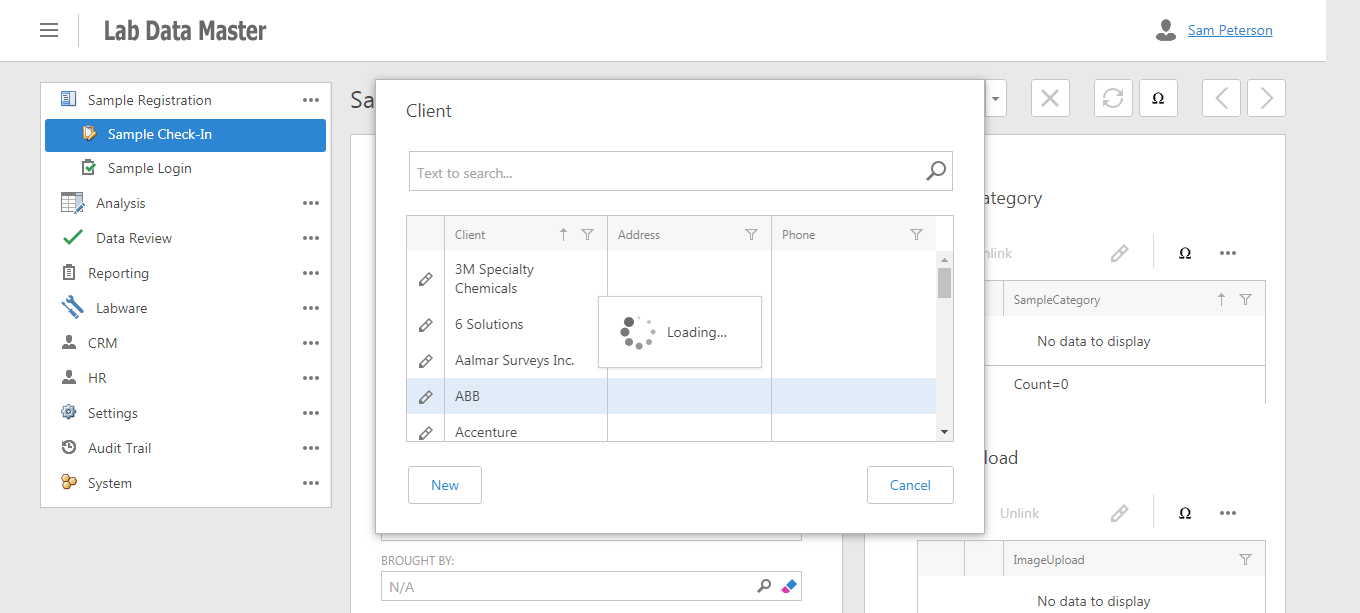 Lab Data Master
Sam Peterson
Sample Registration
Sample Check-In
Sample Login
Analysis
Data Review
Reporting
Labware
CRM
HR
Settings
Audit Trail
System
Sa
Client
Text to search...
Client
Address
Phone
3M Specialty
Chemicals
6 Solutions
Aalmar Surveys Inc.
ABB
Accenture
Loading...
New
Cancel
BROUGHT BY:
N/A
Ω
ategory
nlink
Ω
SampleCategory
No data to display
Count=0
load
Unlink
Ω
ImageUpload
No data to display